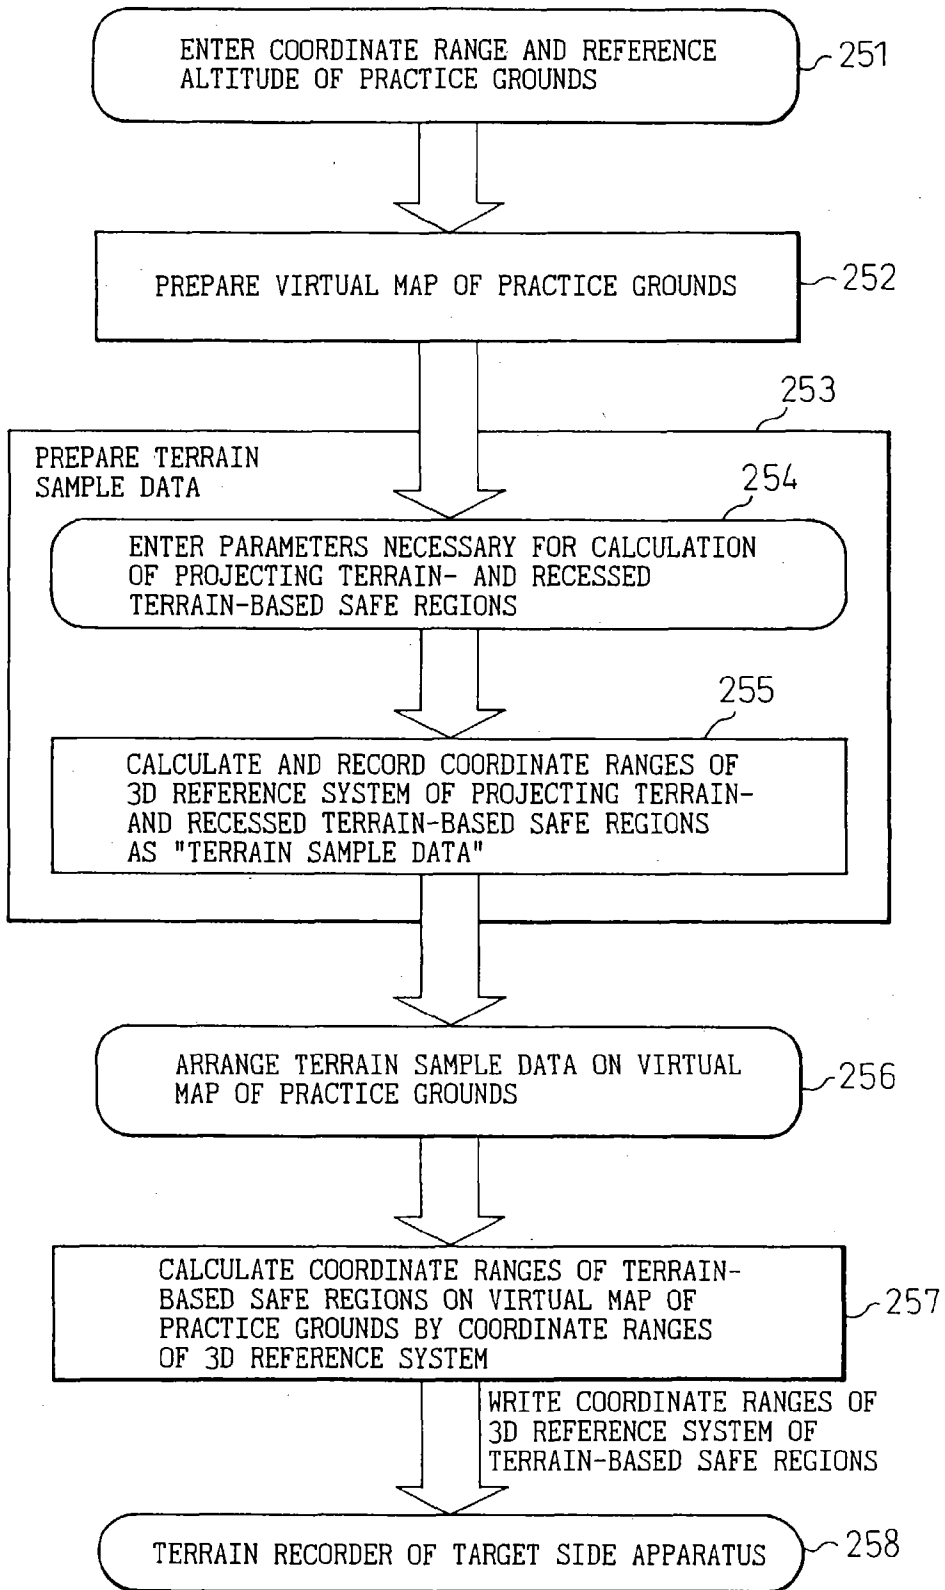 ENTER COORDINATE RANGE AND REFERENCE
ALTITUDE OF PRACTICE GROUNDS
251
PREPARE VIRTUAL MAP OF PRACTICE GROUNDS
252
253
PREPARE TERRAIN
SAMPLE DATA
254
ENTER PARAMETERS NECESSARY FOR CALCULATION
OF PROJECTING TERRAIN- AND RECESSED
TERRAIN-BASED SAFE REGIONS
255
CALCULATE AND RECORD COORDINATE RANGES OF
3D REFERENCE SYSTEM OF PROJECTING TERRAIN-
AND RECESSED TERRAIN-BASED SAFE REGIONS
AS "TERRAIN SAMPLE DATA"
ARRANGE TERRAIN SAMPLE DATA ON VIRTUAL
MAP OF PRACTICE GROUNDS
256
CALCULATE COORDINATE RANGES OF TERRAIN-
BASED SAFE REGIONS ON VIRTUAL MAP OF
PRACTICE GROUNDS BY COORDINATE RANGES
OF 3D REFERENCE SYSTEM
257
WRITE COORDINATE RANGES OF
3D REFERENCE SYSTEM OF
TERRAIN-BASED SAFE REGIONS
TERRAIN RECORDER OF TARGET SIDE APPARATUS
258